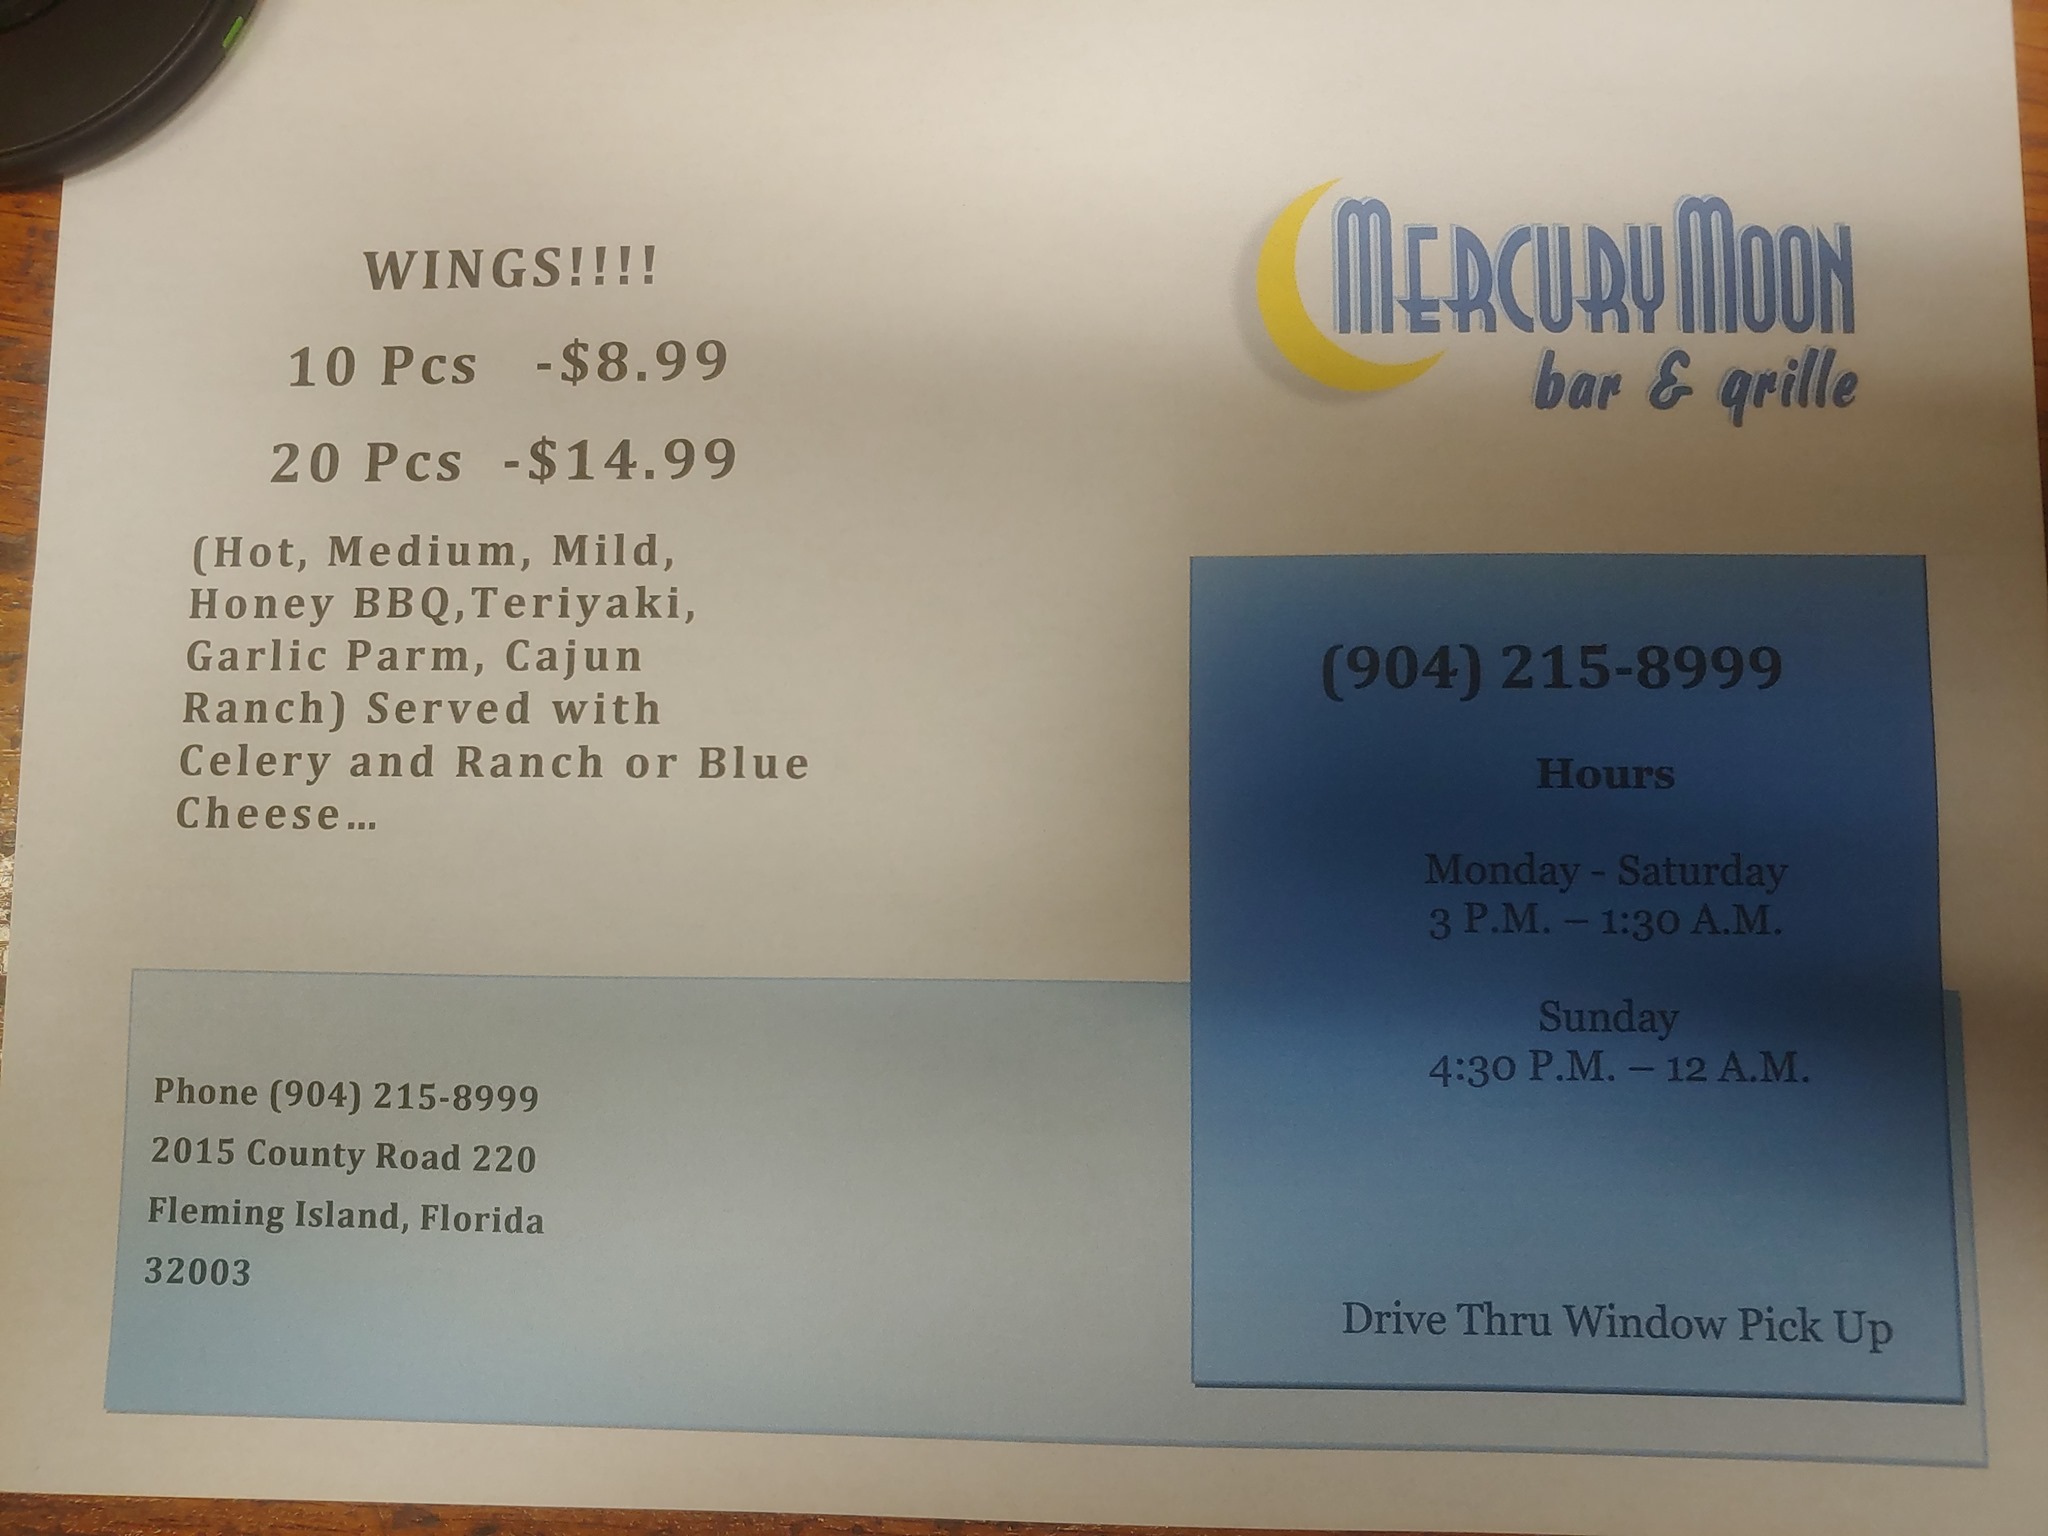 WINGS!!!!
10 Pcs -$8.99
20 Pcs -$14.99
(Hot, Medium, Mild,
Honey BBQ,Teriyaki,
Garlic Parm, Cajun
Ranch) Served with
Celery and Ranch or Blue
Cheese...
Phone (904) 215-8999
2015 County Road 220
Fleming Island, Florida
32003
MERCURY MOON
bar & grille
(904) 215-8999
Hours
Monday - Saturday
3 P.M. – 1:30 A.M.
Sunday
4:30 P.M. – 12 A.M.
Drive Thru Window Pick Up